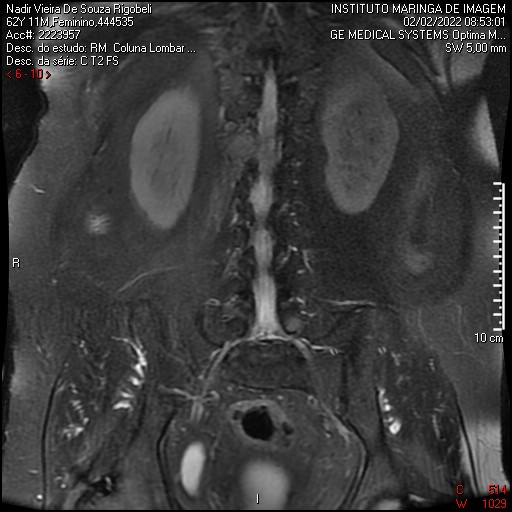 Nadir Vieira De Souza Rigobeli
62Y 11M,Feminino,444535
Acc#: 2223957
Desc. do estudo: RM Coluna Lombar ...
Desc. da série: C T2 FS
< 6 - 10 >
INSTITUTO MARINGA DE IMAGEM
02/02/2022 08:53:01
GE MEDICAL SYSTEMS Optima M...
SW 5,00 mm
R
10 cm
I
C 514
W 1029